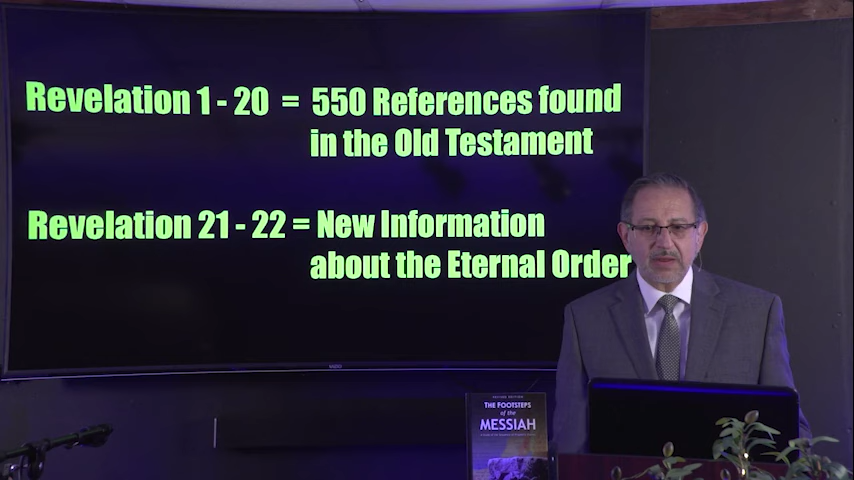 Revelation 1 - 20 = 550 References found
in the Old Testament
Revelation 21 - 22 = New Information
about the Eternal Order
THE FOOTSTEPS
of the
MESSIAH